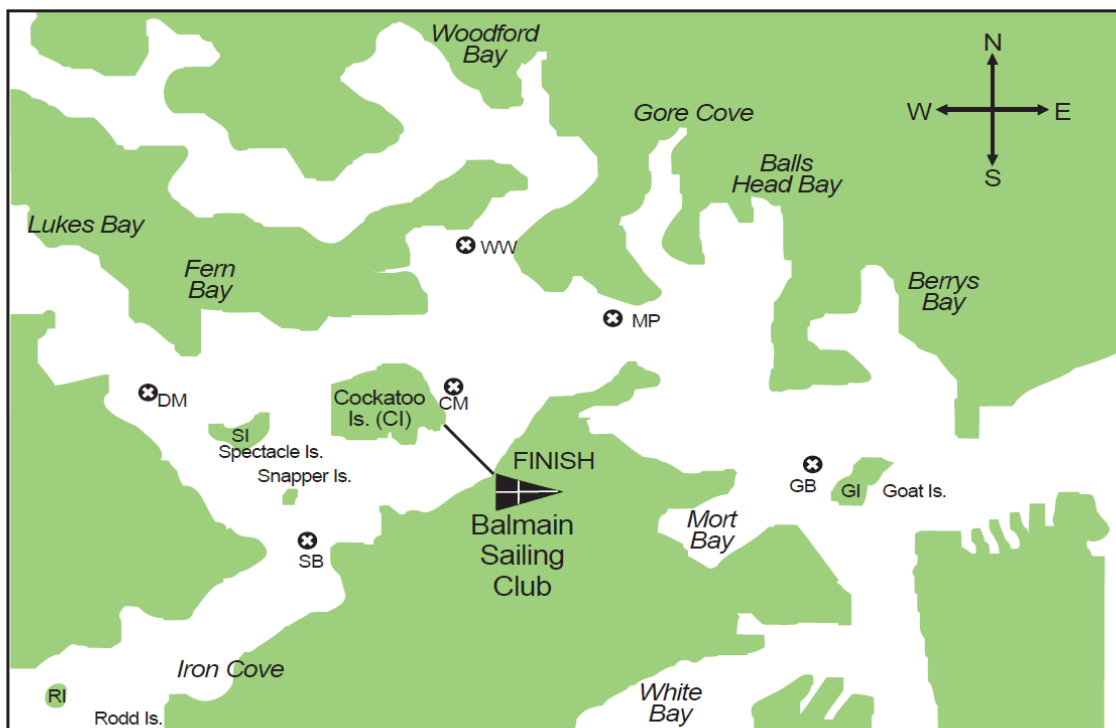 Woodford
Bay
N
W
E
S
Gore Cove
Balls
Head Bay
Lukes Bay
WW
Fern
Bay
Berrys
Bay
MP
DM
Cockatoo
Is. (CI)
CM
SI
Spectacle Is.
Snapper Is.
FINISH
GB
GI
Goat Is.
Balmain
Sailing
Club
Mort
Bay
SB
Iron Cove
RI
Rodd Is.
White
Bay